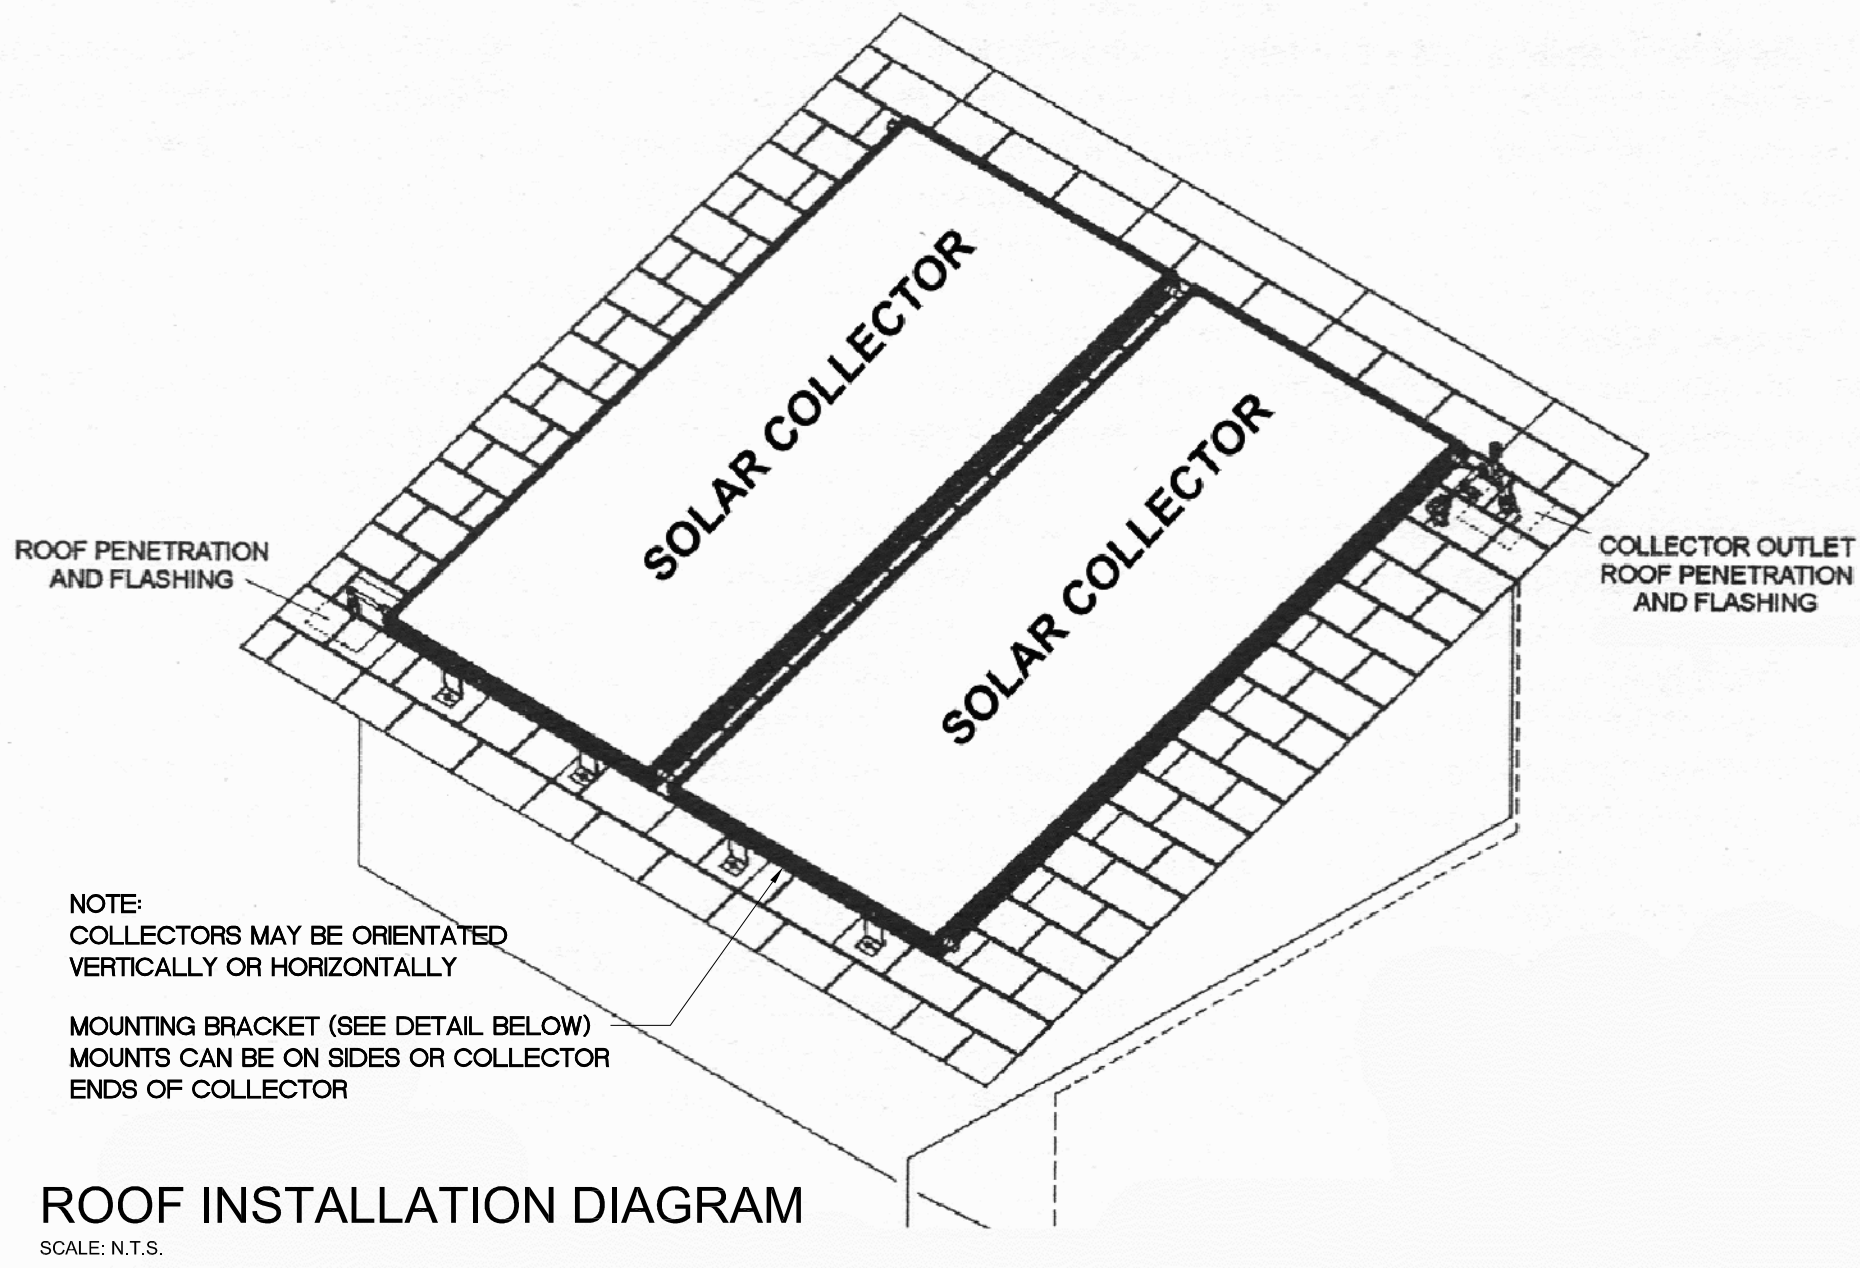 SOLAR COLLECTOR
SOLAR COLLECTOR
ROOF PENETRATION
AND FLASHING
COLLECTOR OUTLET
ROOF PENETRATION
AND FLASHING
NOTE:
COLLECTORS MAY BE ORIENTATED
VERTICALLY OR HORIZONTALLY
MOUNTING BRACKET (SEE DETAIL BELOW)
MOUNTS CAN BE ON SIDES OR COLLECTOR
ENDS OF COLLECTOR
ROOF INSTALLATION DIAGRAM
SCALE: N.T.S.